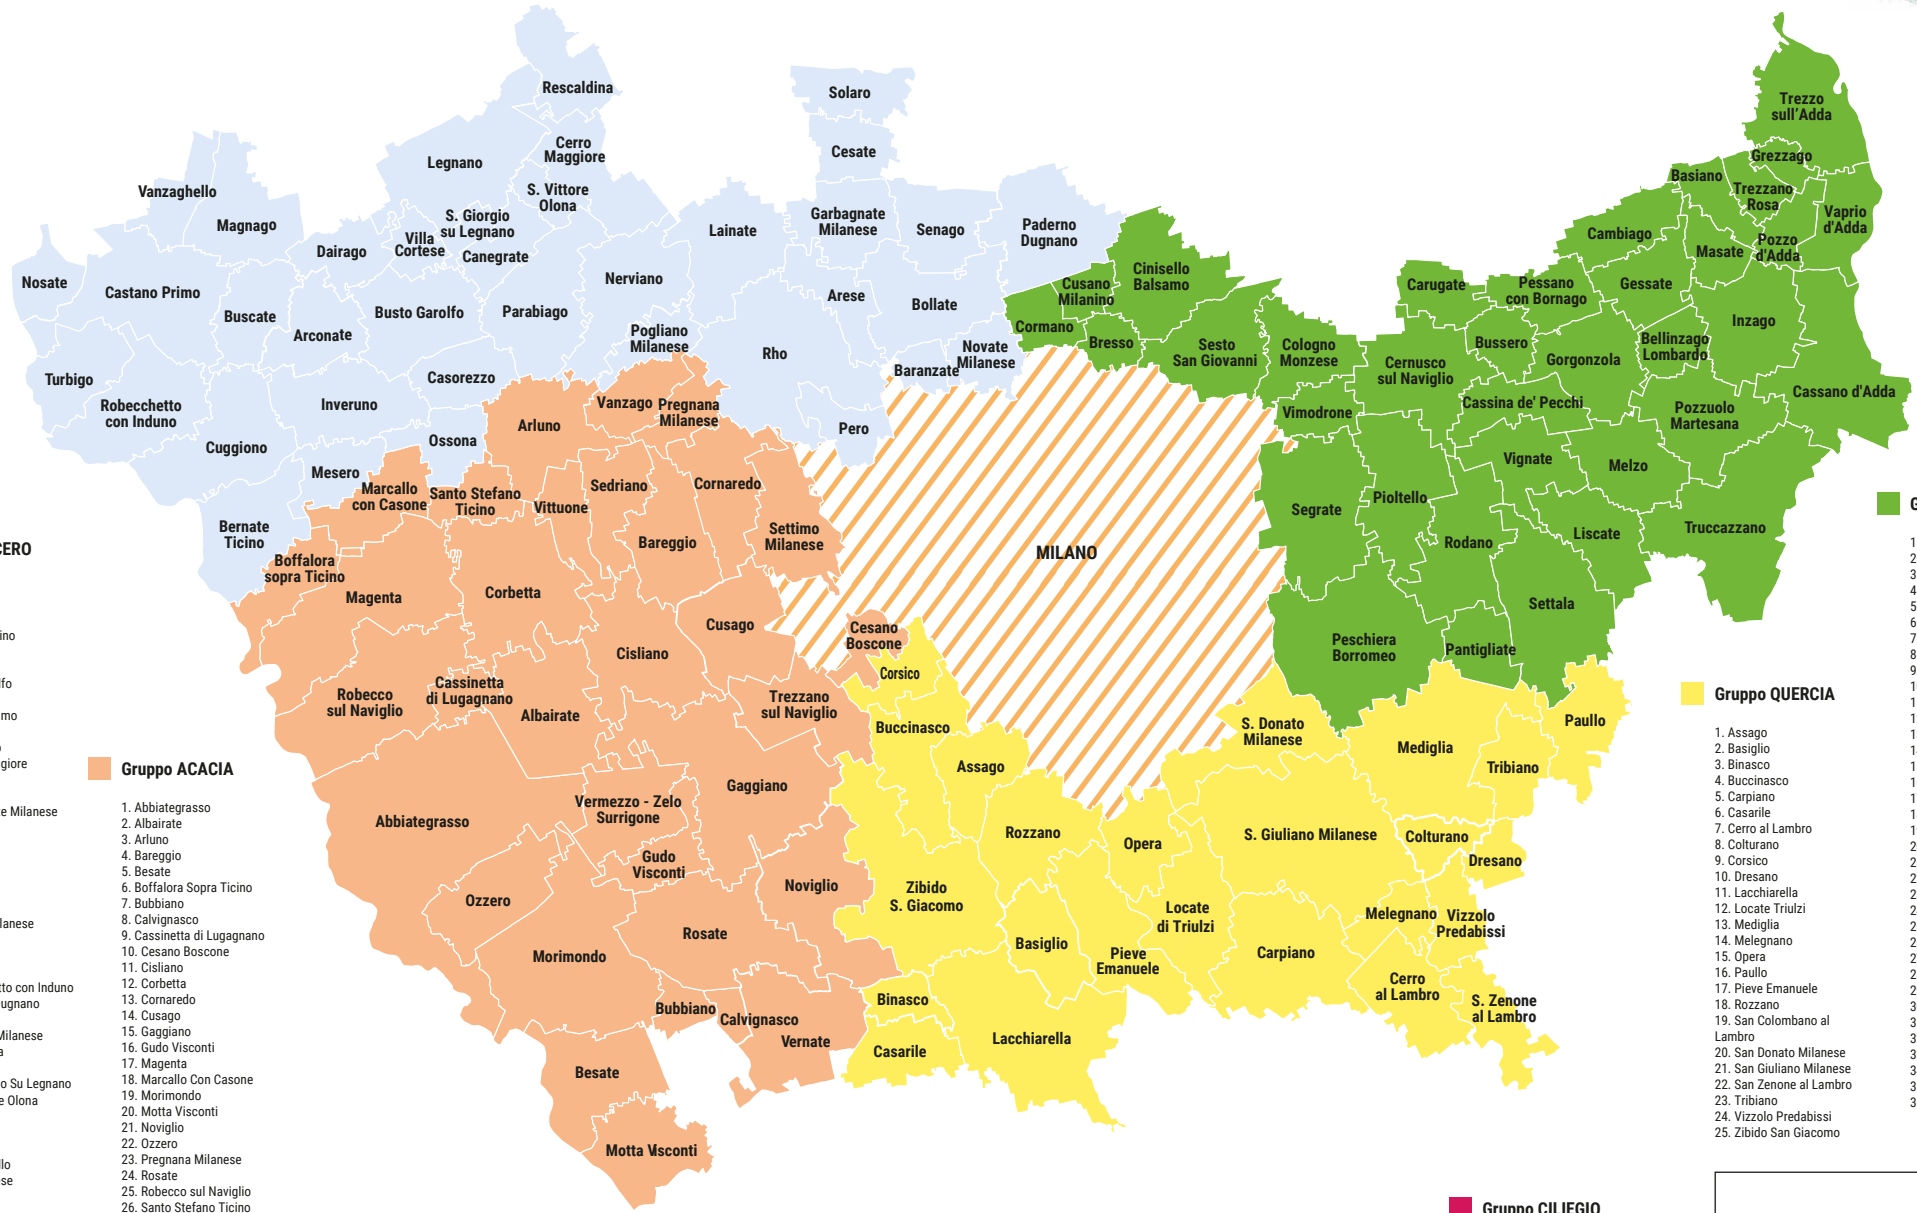 Rescaldina
Solaro
Trezzo
sull'Adda
Cerro
Maggiore
Cesate
Legnano
Grezzago
Vanzaghello
S. Vittore
Olona
Basiano
Trezzano
Rosa
Magnago
S. Giorgio
su Legnano
Lainate
Garbagnate
Milanese
Senago
Paderno
Dugnano
Vaprio
d'Adda
Dairago
Villa
Cortese
Canegrate
Cambiago
Masate
Pozzo
d'Adda
Nosate
Castano Primo
Nerviano
Arese
Cusano
Milanino
Cinisello
Balsamo
Carugate
Pessano
con Bornago
Gessate
Buscate
Busto Garolfo
Parabiago
Bollate
Inzago
Arconate
Pogliano
Milanese
Rho
Novate
Milanese
Cormano
Bresso
Sesto
San Giovanni
Cologno
Monzese
Bussero
Bellinzago
Lombardo
Turbigo
Casorezzo
Baranzate
Cernusco
sul Naviglio
Gorgonzola
Robecchetto
con Induno
Inveruno
Vanzago
Pregnana
Milanese
Vimodrone
Cassina de' Pecchi
Pozzuolo
Martesana
Cassano d'Adda
Cuggiono
Ossona
Arluno
Pero
Mesero
Marcallo
con Casone
Santo Stefano
Ticino
Vittuone
Sedriano
Cornaredo
Vignate
Melzo
Bernate
Ticino
Bareggio
Settimo
Milanese
MILANO
Segrate
Pioltello
Rodano
Liscate
Truccazzano
Boffalora
sopra Ticino
Magenta
Corbetta
Cusago
Cesano
Boscone
Settala
Cisliano
Corsico
Peschiera
Borromeo
Pantigliate
Robecco
sul Naviglio
Cassinetta
di Lugagnano
Albairate
Trezzano
sul Naviglio
Buccinasco
S. Donato
Milanese
Mediglia
Paullo
Assago
Tribiano
Abbiategrasso
Vermezzo - Zelo
Surrigone
Gaggiano
Rozzano
Opera
S. Giuliano Milanese
Colturano
Dresano
Gudo
Visconti
Noviglio
Zibido
S. Giacomo
Ozzero
Rosate
Basiglio
Locate
di Triulzi
Melegnano
Vizzolo
Predabissi
Morimondo
Pieve
Emanuele
Carpiano
Cerro
al Lambro
S. Zenone
al Lambro
Bubbiano
Calvignasco
Vernate
Binasco
Casarile
Lacchiarella
Besate
Motta Visconti
CERO
ino
lfo
mo
o
giore
e Milanese
lanese
tto con Induno
ugnano
Milanese
a
o Su Legnano
e Olona
llo
ese
Gruppo ACACIA
1. Abbiategrasso
2. Albairate
3. Arluno
4. Bareggio
5. Besate
6. Boffalora Sopra Ticino
7. Bubbiano
8. Calvignasco
9. Cassinetta di Lugagnano
10. Cesano Boscone
11. Cisliano
12. Corbetta
13. Cornaredo
14. Cusago
15. Gaggiano
16. Gudo Visconti
17. Magenta
18. Marcallo Con Casone
19. Morimondo
20. Motta Visconti
21. Noviglio
22. Ozzero
23. Pregnana Milanese
24. Rosate
25. Robecco sul Naviglio
26. Santo Stefano Ticino
Gruppo QUERCIA
1. Assago
2. Basiglio
3. Binasco
4. Buccinasco
5. Carpiano
6. Casarile
7. Cerro al Lambro
8. Colturano
9. Corsico
10. Dresano
11. Lacchiarella
12. Locate Triulzi
13. Mediglia
14. Melegnano
15. Opera
16. Paullo
17. Pieve Emanuele
18. Rozzano
19. San Colombano al
Lambro
20. San Donato Milanese
21. San Giuliano Milanese
22. San Zenone al Lambro
23. Tribiano
24. Vizzolo Predabissi
25. Zibido San Giacomo
Gruppo CILIEGIO